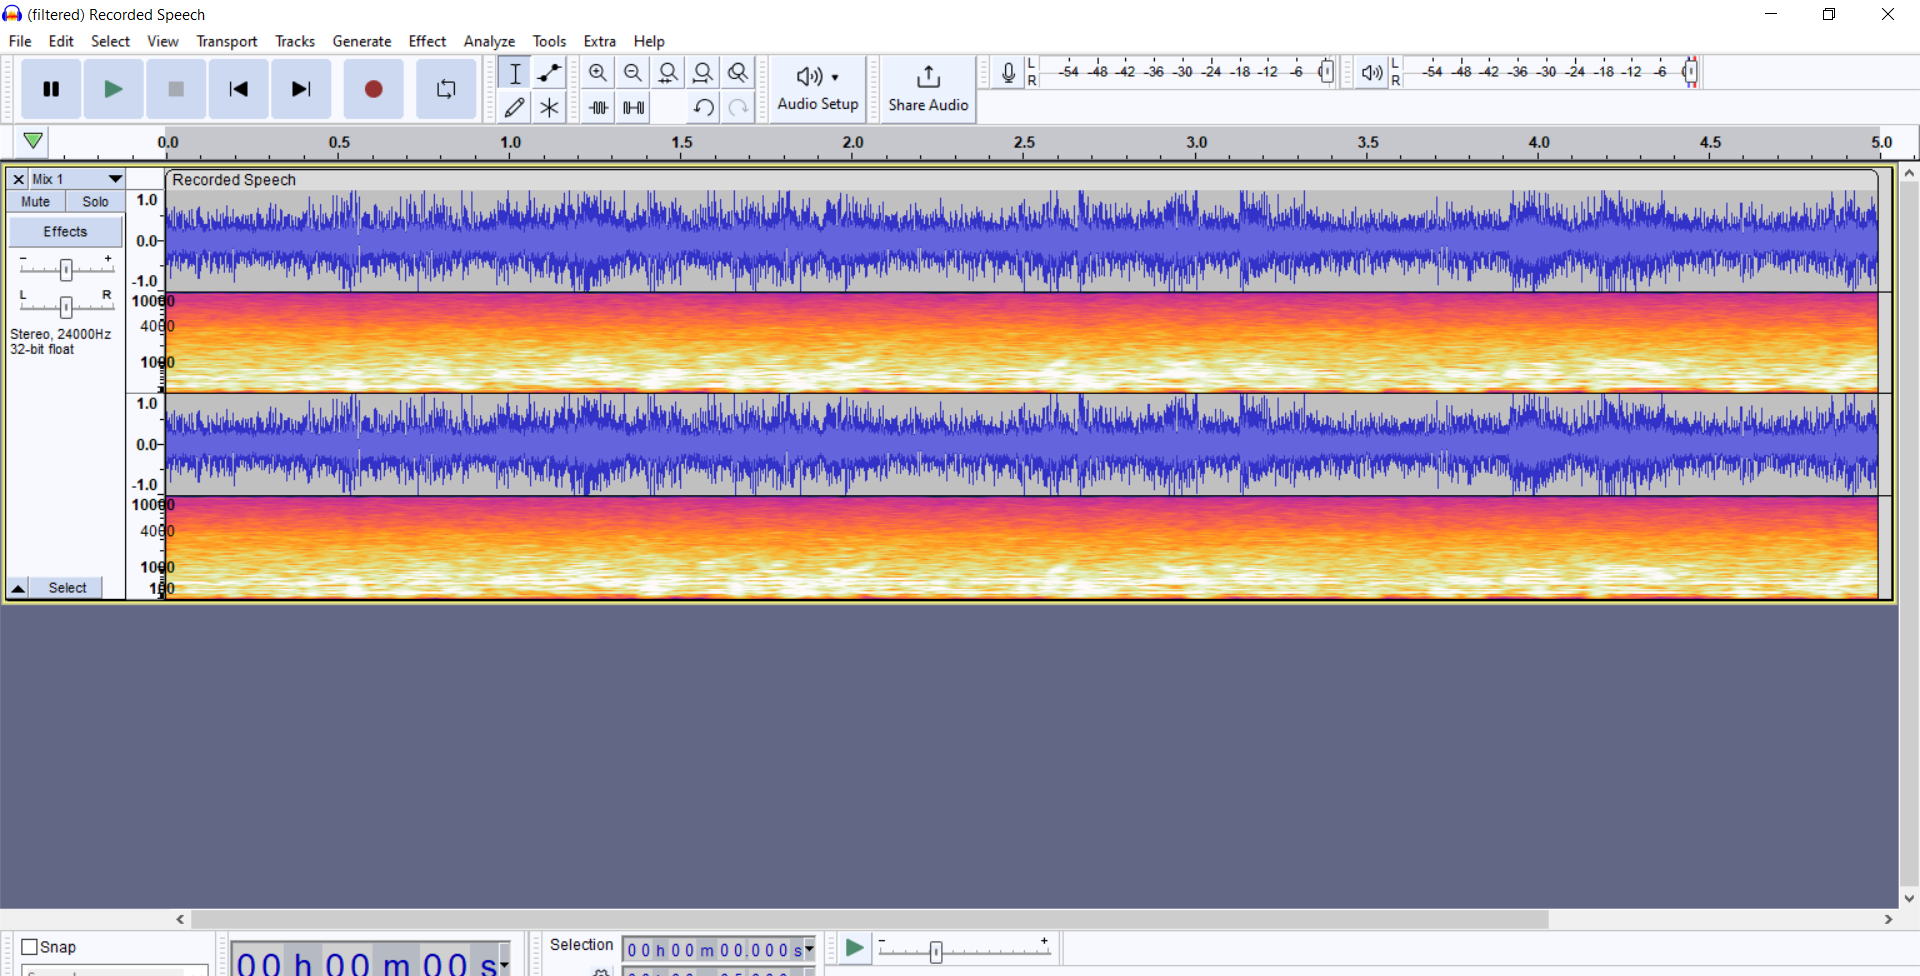 (filtered) Recorded Speech
File Edit Select View Transport Tracks Generate Effect Analyze Tools Extra Help
L
R
-54 -48 -42 -36 -30 -24 -18 -12 -6 0
L
R
-54 -48 -42 -36 -30 -24 -18 -12 -6 0
Audio Setup
Share Audio
0.0 0.5 1.0 1.5 2.0 2.5 3.0 3.5 4.0 4.5 5.0
Mix 1
Recorded Speech
Mute Solo
Effects
- +
L R
Stereo, 24000Hz
32-bit float
Select
1.0
0.0
-1.0
10000
4000
1000
1.0
0.0
-1.0
10000
4000
1000
100
Snap
00 h 00 m 00 s
Selection
00 h 00 m 00.000 s
- +